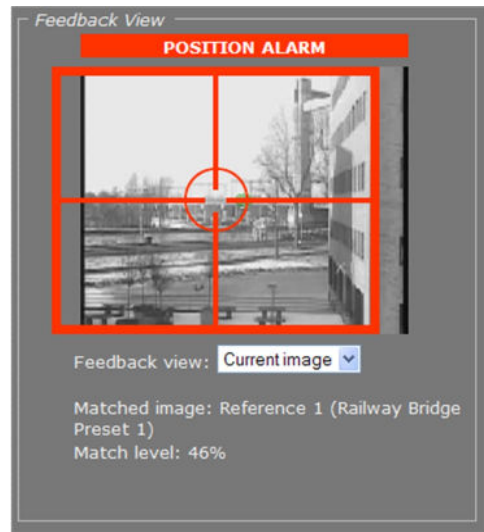 Feedback View
POSITION ALARM
Feedback view: Current image
Matched image: Reference 1 (Railway Bridge
Preset 1)
Match level: 46%